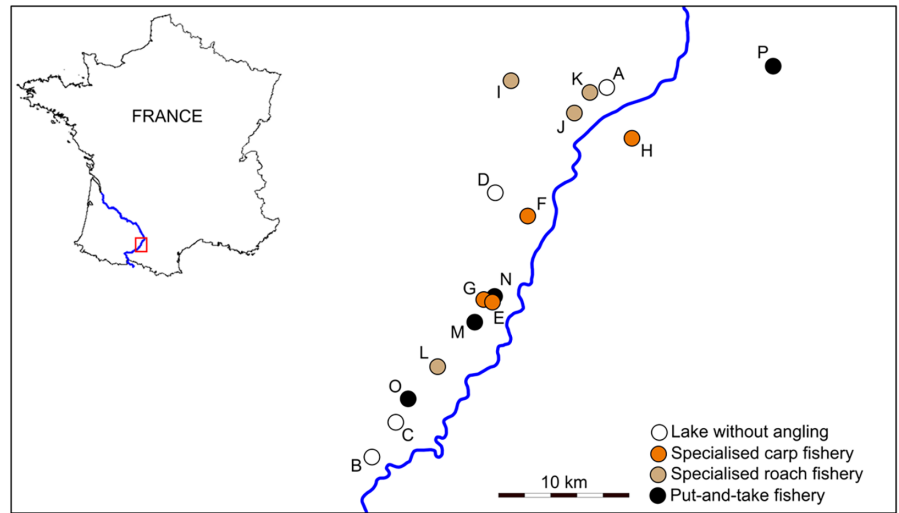 FRANCE
P
A
K
I
J
H
D
F
N
G
E
M
L
O
C
B
Lake without angling
Specialised carp fishery
Specialised roach fishery
Put-and-take fishery
10 km